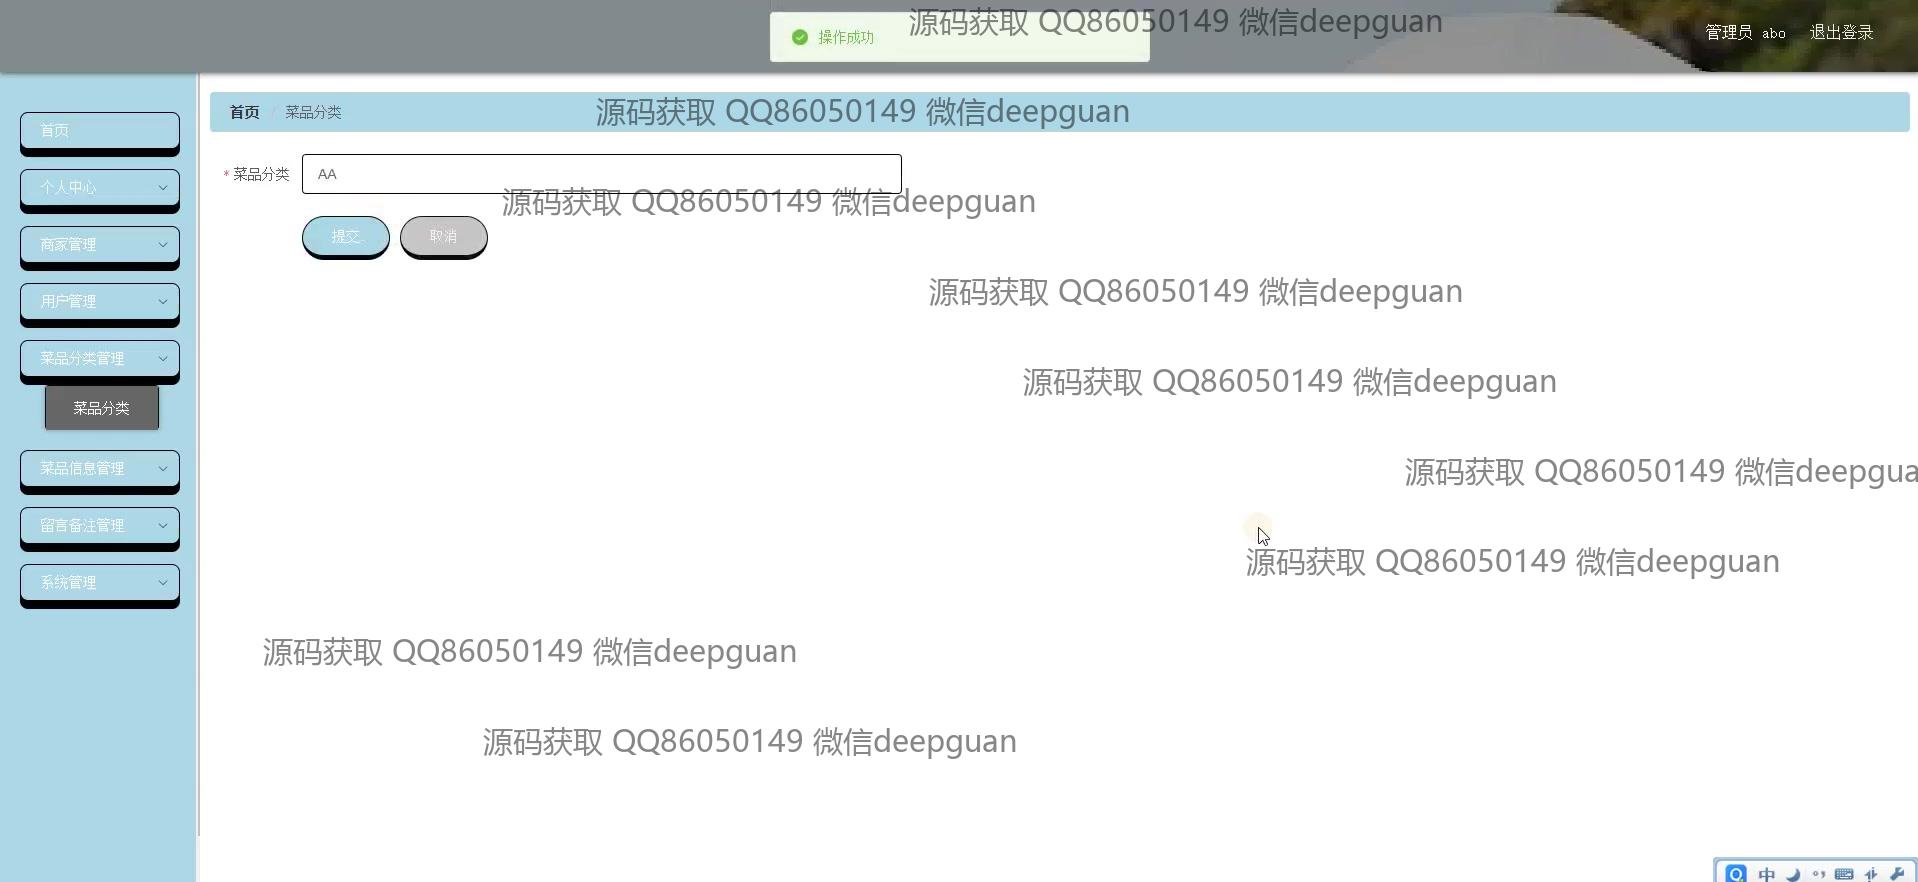 源码获取 QQ86050149 微信deepguan
操作成功
管理员 abo
退出登录
首页 / 菜品分类
源码获取 QQ86050149 微信deepguan
首页
个人中心
商家管理
用户管理
菜品分类管理
菜品分类
菜品信息管理
留言备注管理
系统管理
* 菜品分类
AA
源码获取 QQ86050149 微信deepguan
提交
取消
源码获取 QQ86050149 微信deepguan
源码获取 QQ86050149 微信deepguan
源码获取 QQ86050149 微信deepgua
源码获取 QQ86050149 微信deepguan
源码获取 QQ86050149 微信deepguan
源码获取 QQ86050149 微信deepguan
中